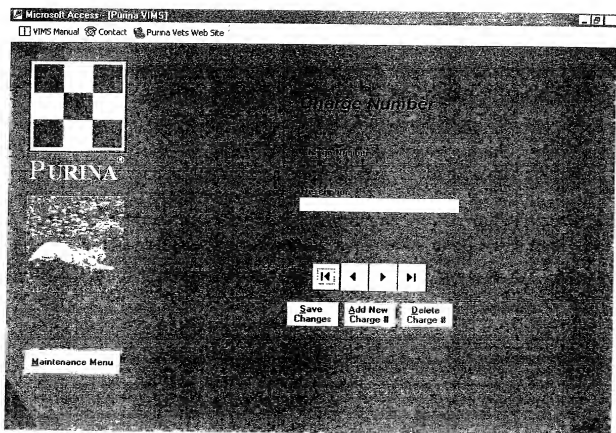 Microsoft Access - [Purina VIMS]
VIMS Manual Contact Purina Vets Web Site
PURINA®
Charge Number
Save Changes
Add New Charge #
Delete Charge #
Maintenance Menu